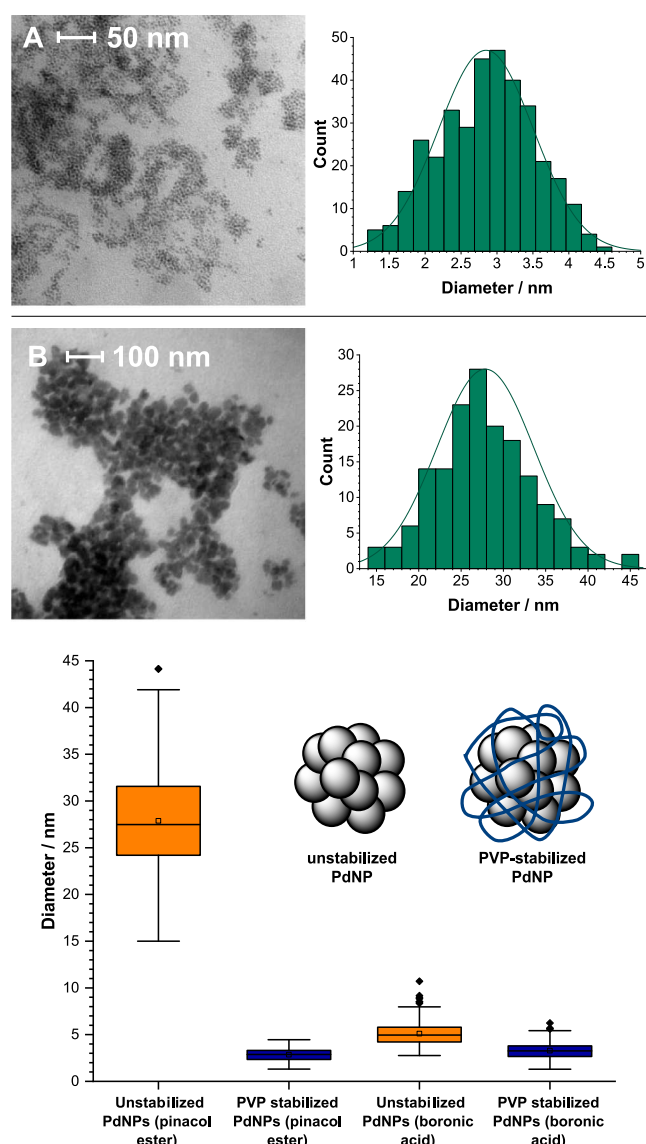 A 50 nm
50
40
30
20
10
0
Count
1 1.5 2 2.5 3 3.5 4 4.5 5
Diameter / nm
B 100 nm
30
25
20
15
10
5
0
Count
15 20 25 30 35 40 45
Diameter / nm
45
40
35
30
25
20
15
10
5
0
Diameter / nm
unstabilized
PdNP
PVP-stabilized
PdNP
Unstabilized
PdNPs (pinacol
ester)
PVP stabilized
PdNPs (pinacol
ester)
Unstabilized
PdNPs (boronic
acid)
PVP stabilized
PdNPs (boronic
acid)